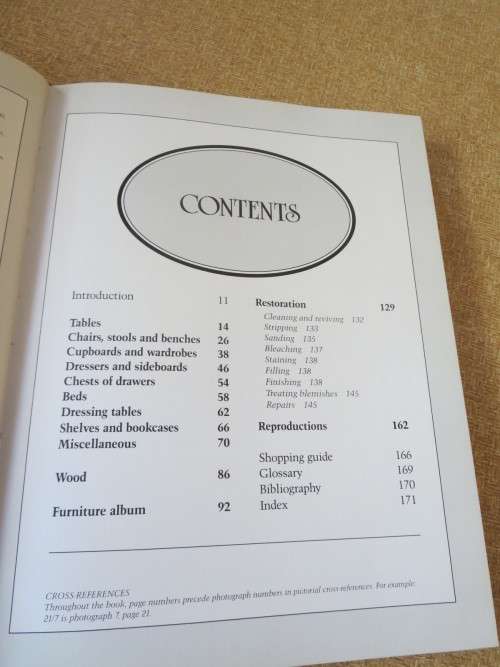 CONTENTS
Introduction 11
Tables 14
Chairs, stools and benches 26
Cupboards and wardrobes 38
Dressers and sideboards 46
Chests of drawers 54
Beds 58
Dressing tables 62
Shelves and bookcases 66
Miscellaneous 70
Wood 86
Furniture album 92
Restoration 129
Cleaning and reviving 132
Stripping 133
Sanding 135
Bleaching 137
Staining 138
Filling 138
Finishing 138
Treating blemishes 145
Repairs 145
Reproductions 162
Shopping guide 166
Glossary 169
Bibliography 170
Index 171
CROSS-REFERENCES
Throughout the book, page numbers precede photograph numbers in pictorial cross-references. For example:
21/7 is photograph 7, page 21.